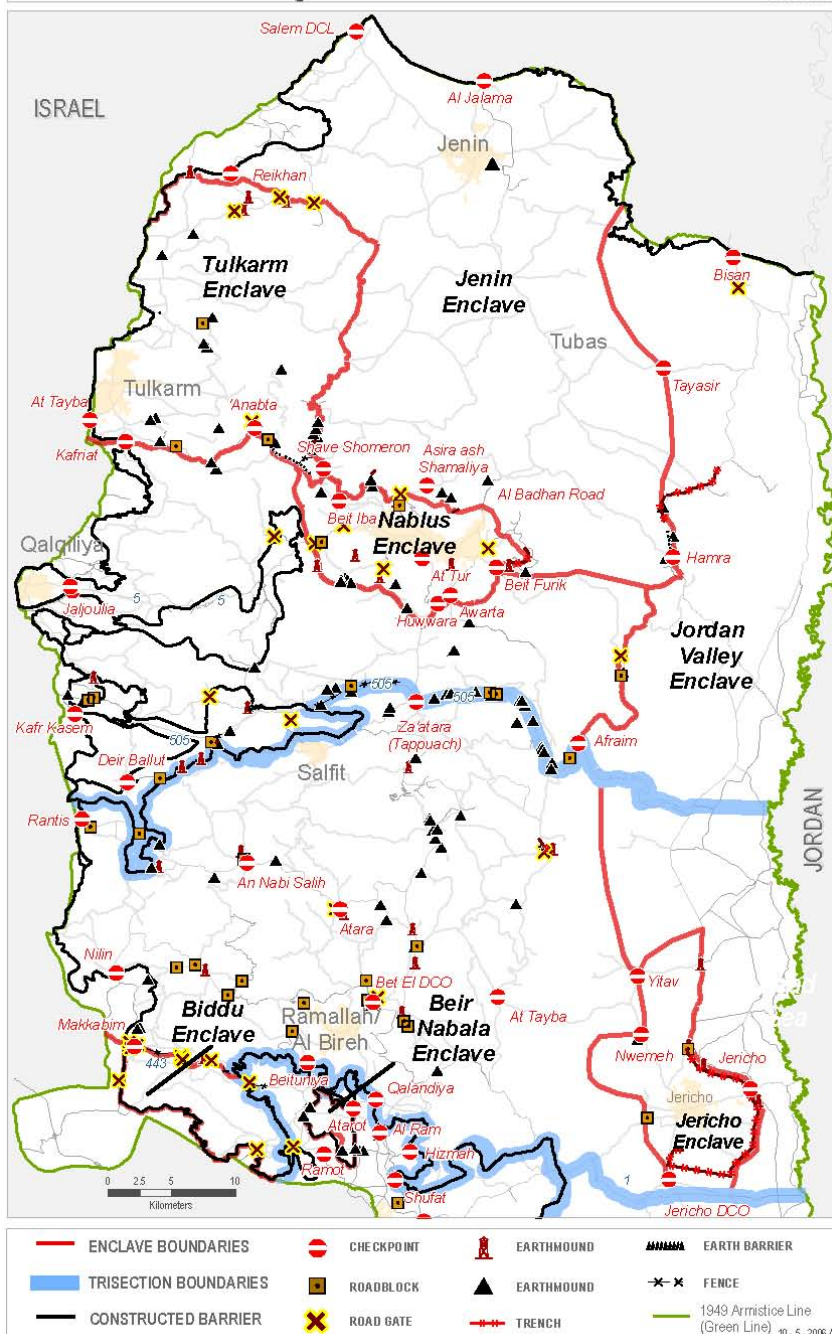 Salem DCL
ISRAEL
Al Jalama
Jenin
Reikhan
Tulkarm
Enclave
Jenin
Enclave
Bisan
Tubas
Tayasir
Tulkarm
At Tayba
'Anabta
Kafriat
Shave Shomeron
Asira ash
Shamaliya
Al Badhan Road
Beit Iba
Nablus
Enclave
Qalqiliya
Hamra
At Tur
Beit Furik
Jaljoulia
5
5
Awarta
Huwwara
Jordan
Valley
Enclave
505
505
Kafr Kasem
Za'atara
(Tappuach)
505
Afraim
Deir Ballut
Salfit
Rantis
JORDAN
An Nabi Salih
Atara
Nilin
Bet El DCO
Yitav
Biddu
Enclave
Ramallah/
Al Bireh
Beir
Nabala
Enclave
At Tayba
Makkabim
Nwemeh
443
Jericho
Beituniya
Qalandiya
Jericho
Atarot
Al Ram
Jericho
Enclave
Ramot
Hizmah
Shufat
1
Jericho DCO
0 2.5 5 10
Kilometers
ENCLAVE BOUNDARIES
CHECKPOINT
EARTHMOUND
EARTH BARRIER
TRISECTION BOUNDARIES
ROADBLOCK
EARTHMOUND
FENCE
CONSTRUCTED BARRIER
ROAD GATE
TRENCH
1949 Armistice Line
(Green Line)